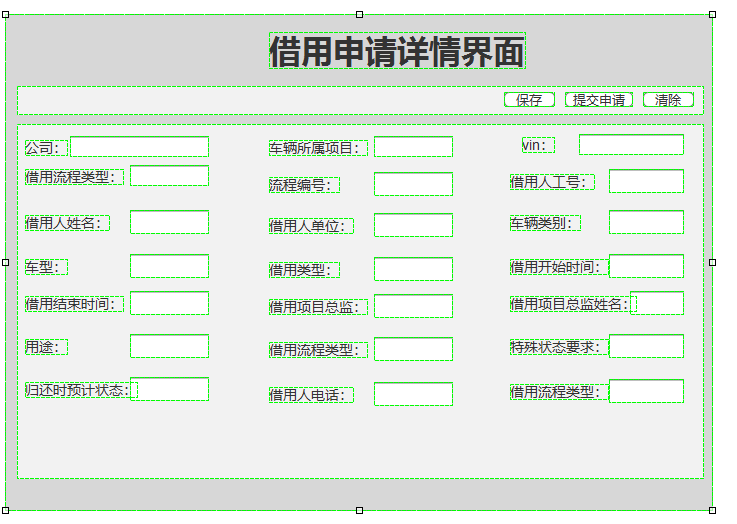 借用申请详情界面
保存 提交申请 清除
公司： 车辆所属项目： vin：
借用流程类型： 流程编号： 借用人工号：
借用人姓名： 借用人单位： 车辆类别：
车型： 借用类型： 借用开始时间：
借用结束时间： 借用项目总监： 借用项目总监姓名：
用途： 借用流程类型： 特殊状态要求：
归还时预计状态： 借用人电话： 借用流程类型：